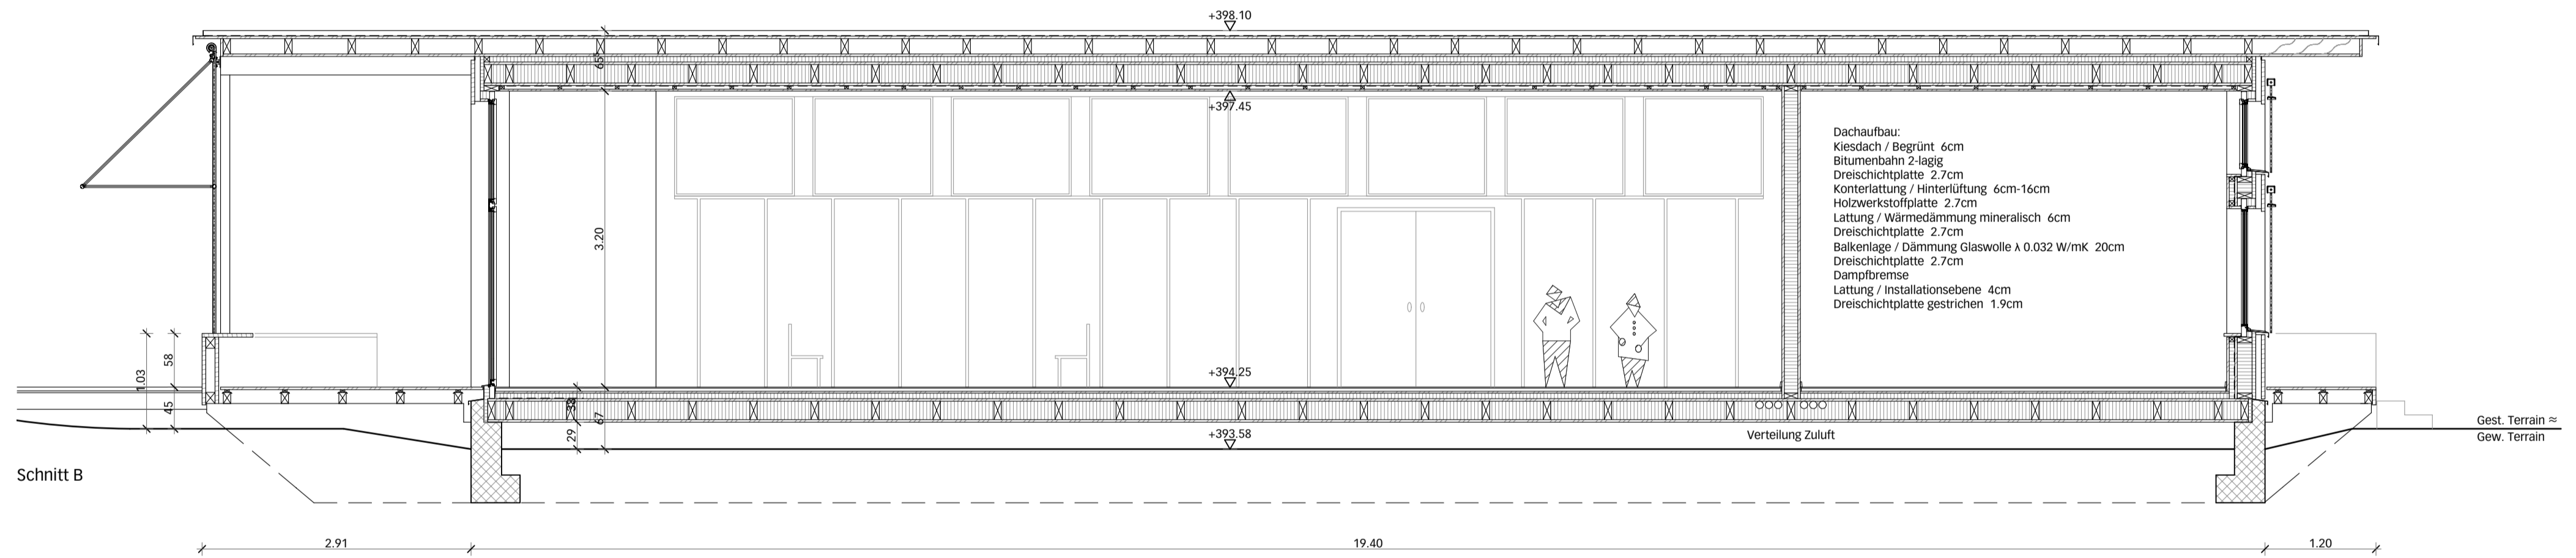 +398.10
65⁵
+397.45
Dachaufbau:
Kiesdach / Begrünt 6cm
Bitumenbahn 2-lagig
Dreischichtplatte 2.7cm
Konterlattung / Hinterlüftung 6cm-16cm
Holzwerkstoffplatte 2.7cm
Lattung / Wärmedämmung mineralisch 6cm
Dreischichtplatte 2.7cm
Balkenlage / Dämmung Glaswolle λ 0.032 W/mK 20cm
Dreischichtplatte 2.7cm
Dampfbremse
Lattung / Installationsebene 4cm
Dreischichtplatte gestrichen 1.9cm
3.20
58
1.03
45
+394.25
38
67
29
+393.58
Verteilung Zuluft
Gest. Terrain ≈
Gew. Terrain
Schnitt B
2.91
19.40
1.20